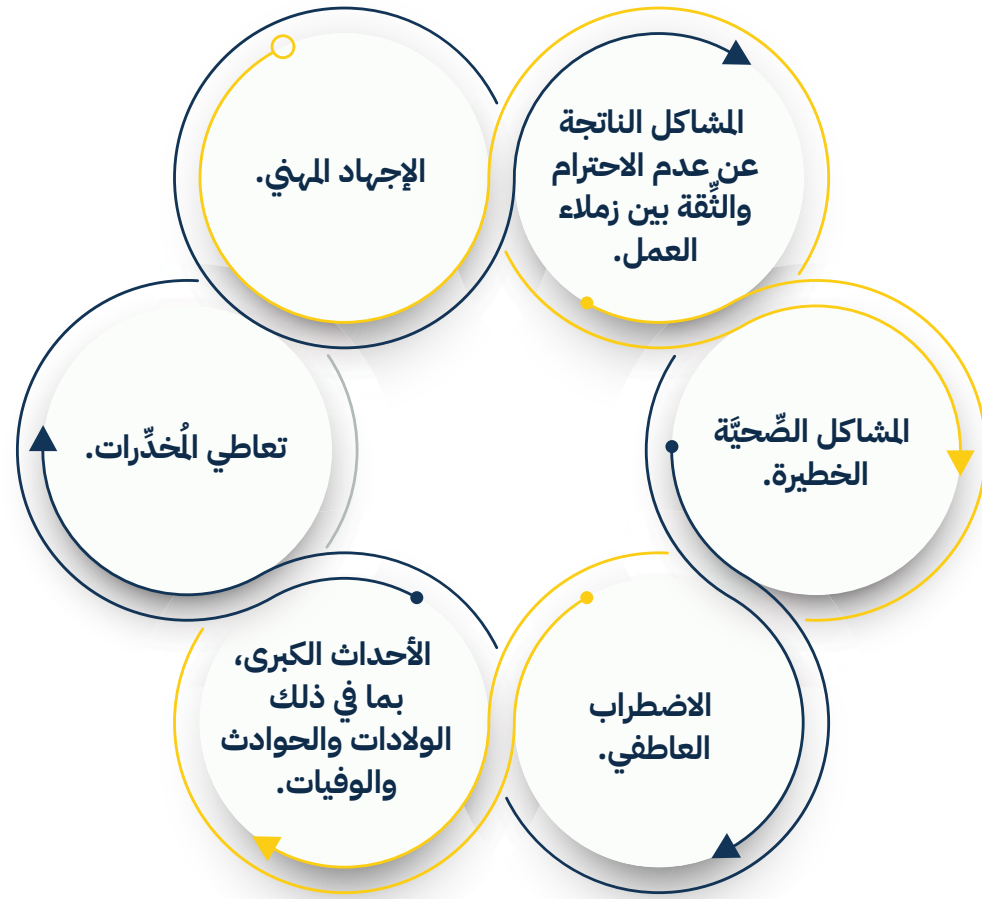 المشاكل الناتجة
عن عدم الاحترام
والثِّقة بين زملاء
العمل.
الإجهاد المهني.
المشاكل الصِّحيَّة
الخطيرة.
تعاطي المُخدِّرات.
الاضطراب
العاطفي.
الأحداث الكبرى،
بما في ذلك
الولادات والحوادث
والوفيات.